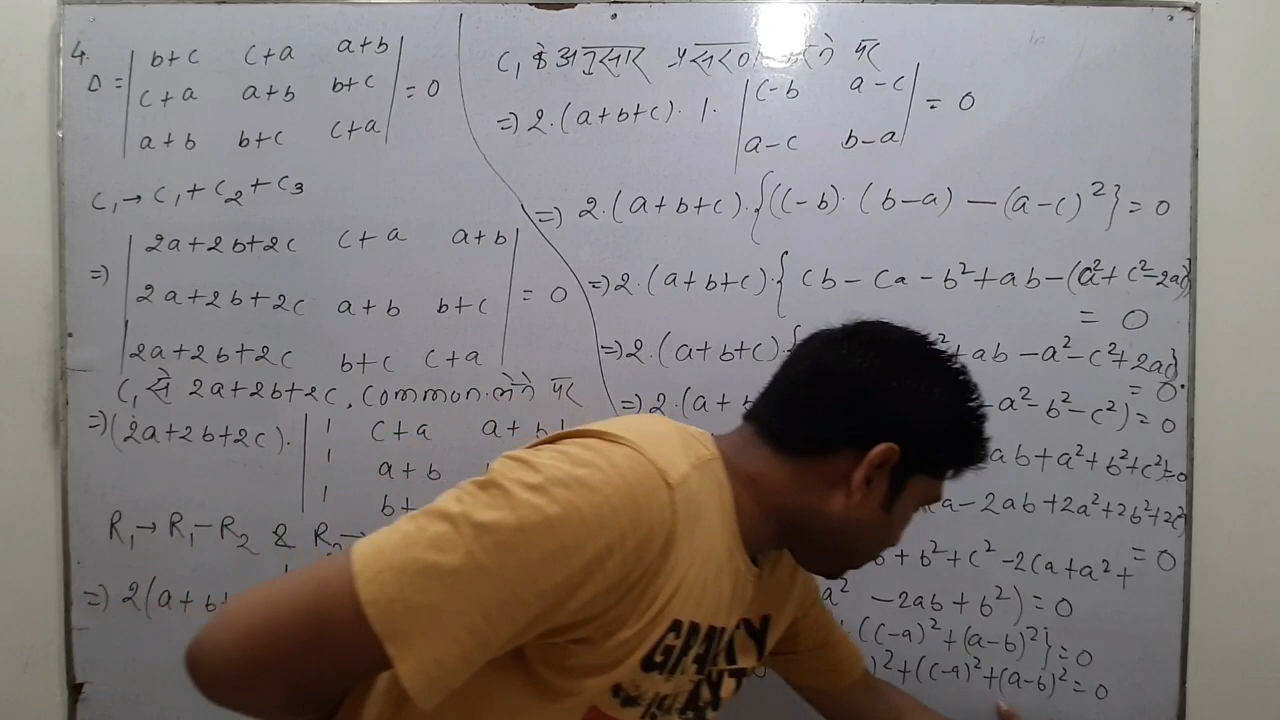 4.
Δ = | b+c c+a a+b |
| c+a a+b b+c | = 0
| a+b b+c c+a |
C₁→C₁+C₂+C₃
=> | 2a+2b+2c c+a a+b |
| 2a+2b+2c a+b b+c | = 0
| 2a+2b+2c b+c c+a |
C₁ से 2a+2b+2c, common लेने पर
=> (2a+2b+2c). | 1 c+a a+b |
| 1 a+b
| 1 b+
R₁→R₁-R₂ & R₂→
=> 2(a+b+
C₁ के अनुसार प्रसरण करने पर
=> 2.(a+b+c). 1. | c-b a-c | = 0
| a-c b-a |
=> 2.(a+b+c).{(c-b).(b-a) - (a-c)²} = 0
=> 2.(a+b+c).{cb - ca - b² + ab - (a²+c²-2ac)}
= 0
=> 2.(a+b+c).{ ² + ab - a² - c² + 2ac}
= 0
=> 2.(a+b - a² - b² - c²) = 0
ab + a² + b² + c²) = 0
a - 2ab + 2a² + 2b² + 2c²)
= 0
+ b² + c² - 2ca + a² +
a² - 2ab + b²) = 0
(c-a)² + (a-b)²} = 0
)² + (c-a)² + (a-b)² = 0
GRAVITY